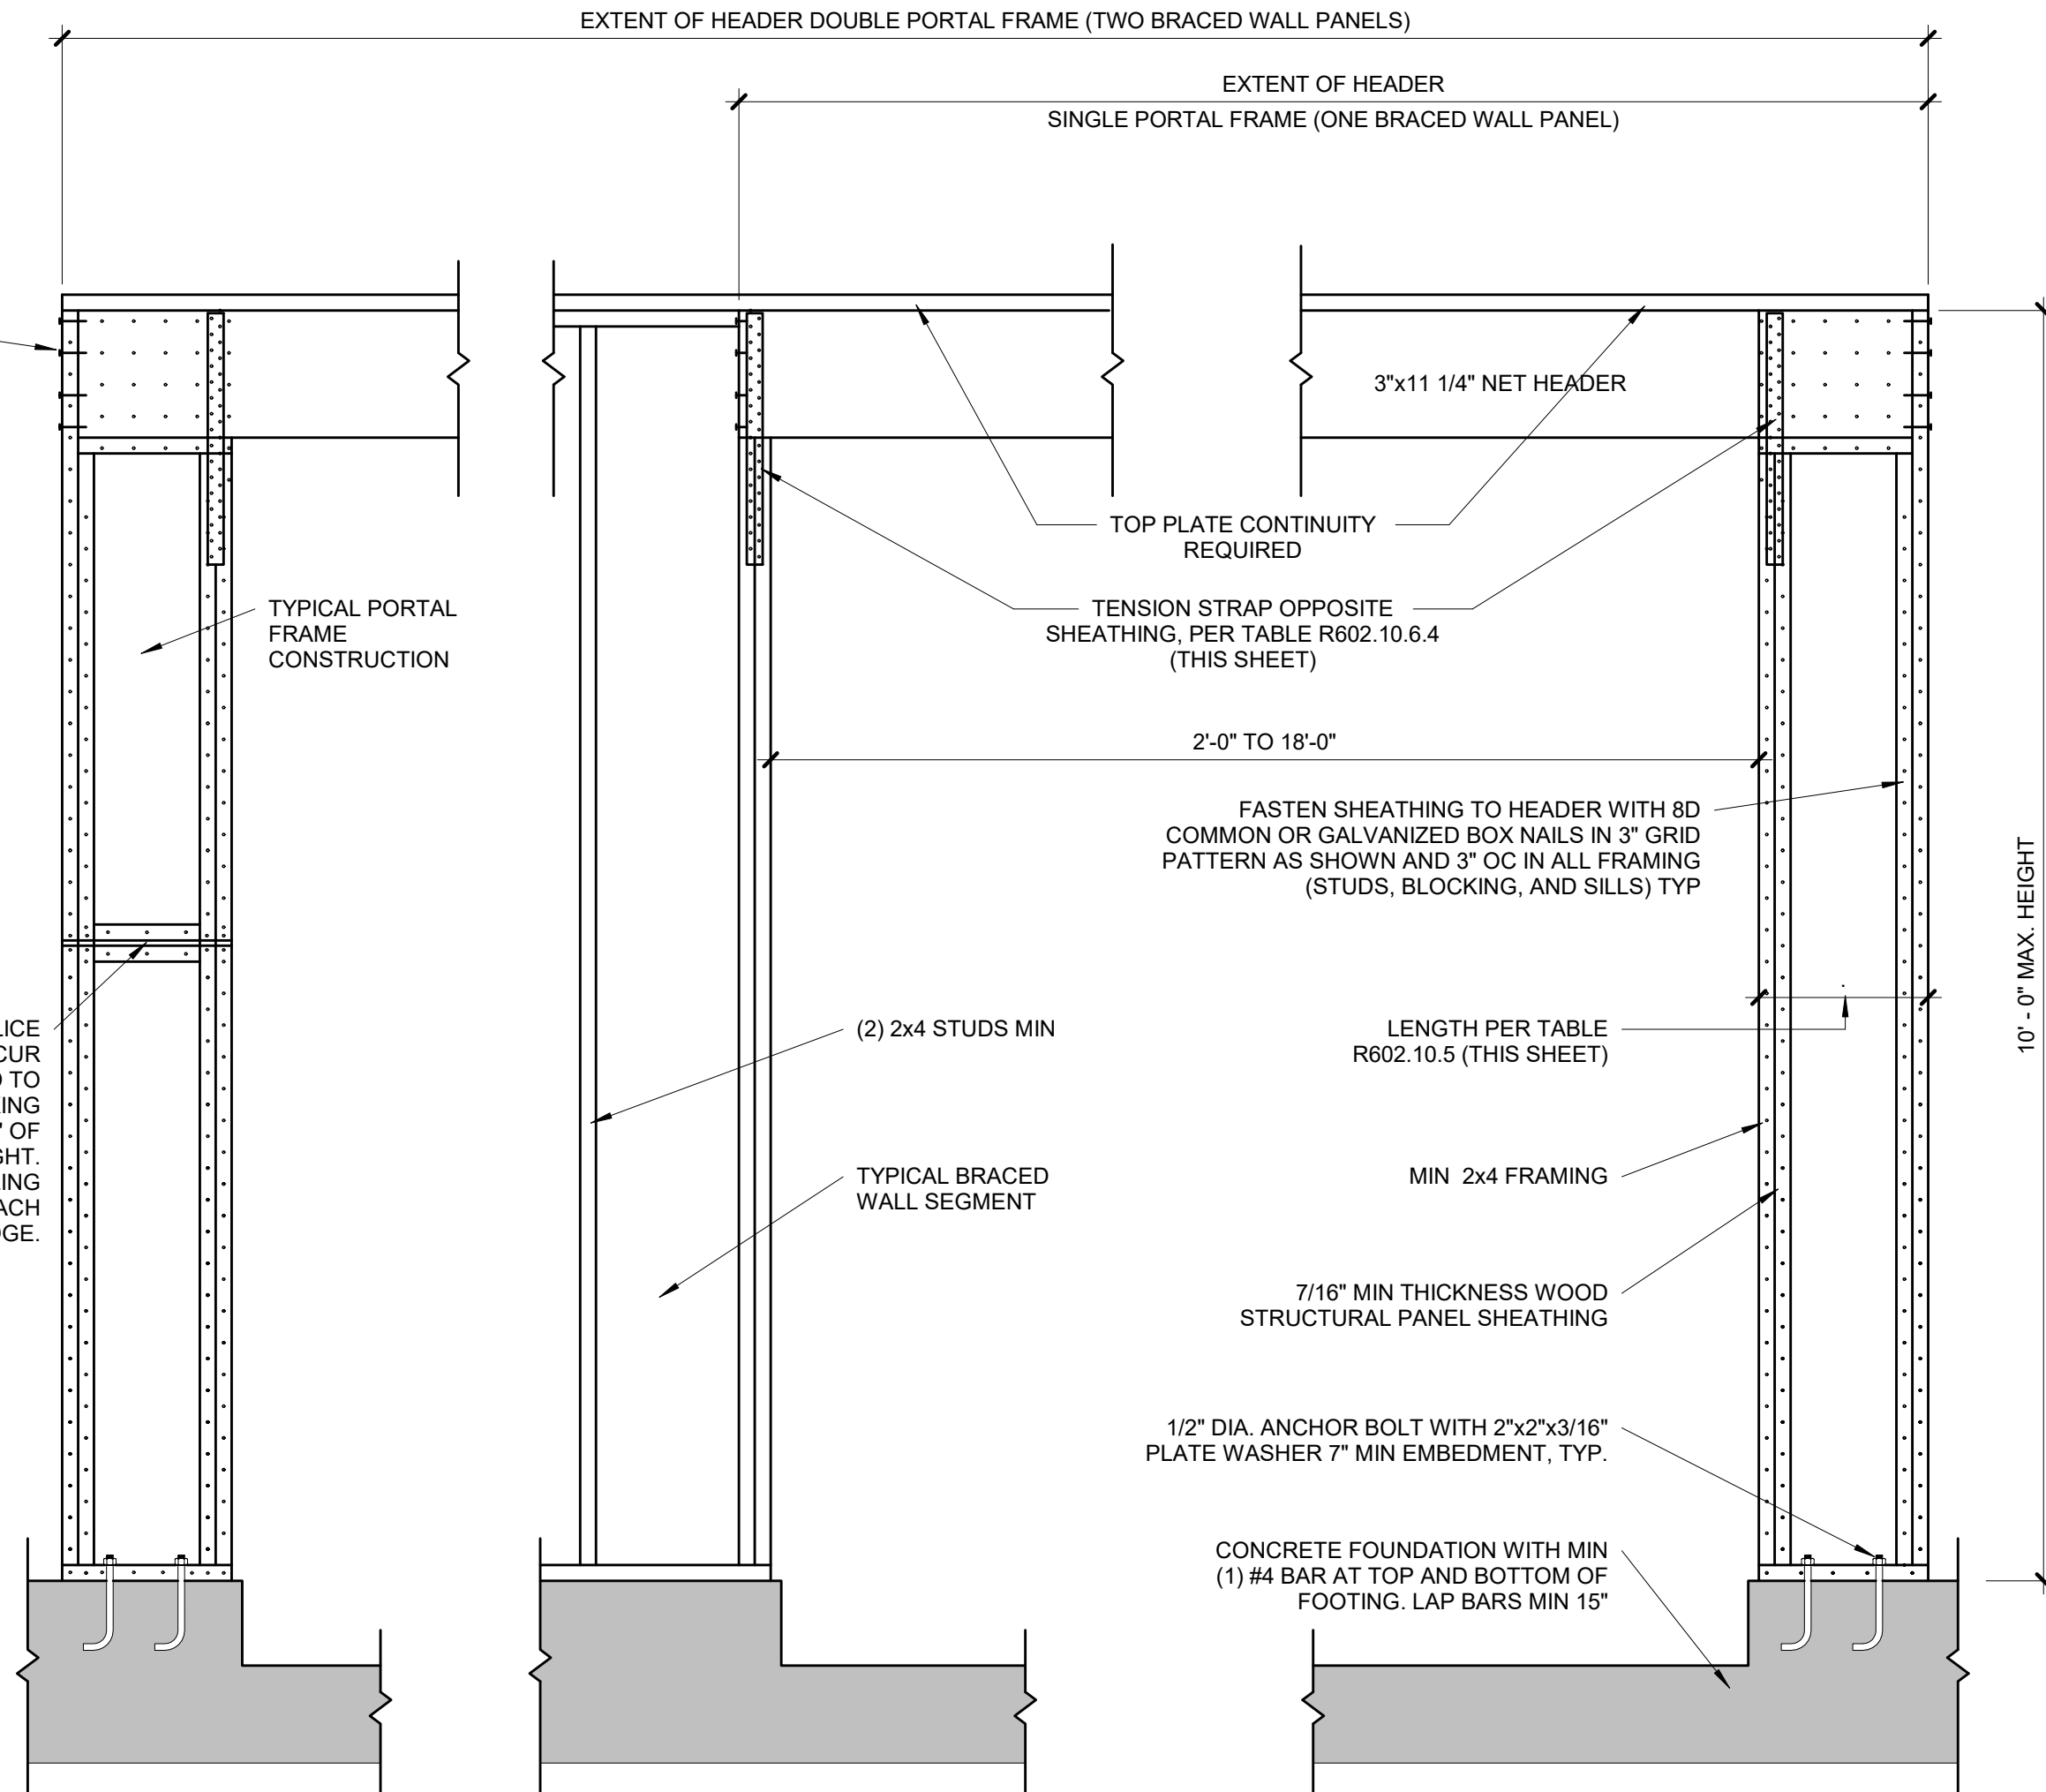 EXTENT OF HEADER DOUBLE PORTAL FRAME (TWO BRACED WALL PANELS)
EXTENT OF HEADER
SINGLE PORTAL FRAME (ONE BRACED WALL PANEL)
3"x11 1/4" NET HEADER
TOP PLATE CONTINUITY
REQUIRED
TYPICAL PORTAL
FRAME
CONSTRUCTION
TENSION STRAP OPPOSITE
SHEATHING, PER TABLE R602.10.6.4
(THIS SHEET)
2'-0" TO 18'-0"
FASTEN SHEATHING TO HEADER WITH 8D
COMMON OR GALVANIZED BOX NAILS IN 3" GRID
PATTERN AS SHOWN AND 3" OC IN ALL FRAMING
(STUDS, BLOCKING, AND SILLS) TYP
10' - 0" MAX. HEIGHT
LICE
CUR
TO
KING
" OF
GHT.
KING
ACH
DGE.
(2) 2x4 STUDS MIN
LENGTH PER TABLE
R602.10.5 (THIS SHEET)
TYPICAL BRACED
WALL SEGMENT
MIN 2x4 FRAMING
7/16" MIN THICKNESS WOOD
STRUCTURAL PANEL SHEATHING
1/2" DIA. ANCHOR BOLT WITH 2"x2"x3/16"
PLATE WASHER 7" MIN EMBEDMENT, TYP.
CONCRETE FOUNDATION WITH MIN
(1) #4 BAR AT TOP AND BOTTOM OF
FOOTING. LAP BARS MIN 15"